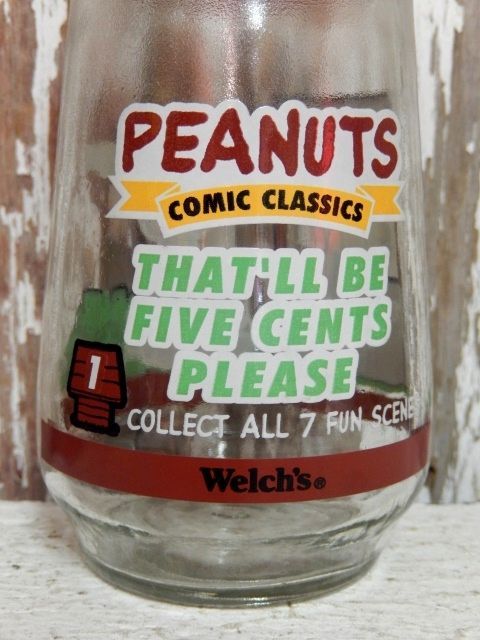 PEANUTS
COMIC CLASSICS
THAT'LL BE
FIVE CENTS
PLEASE
1
COLLECT ALL 7 FUN SCENE
Welch's®